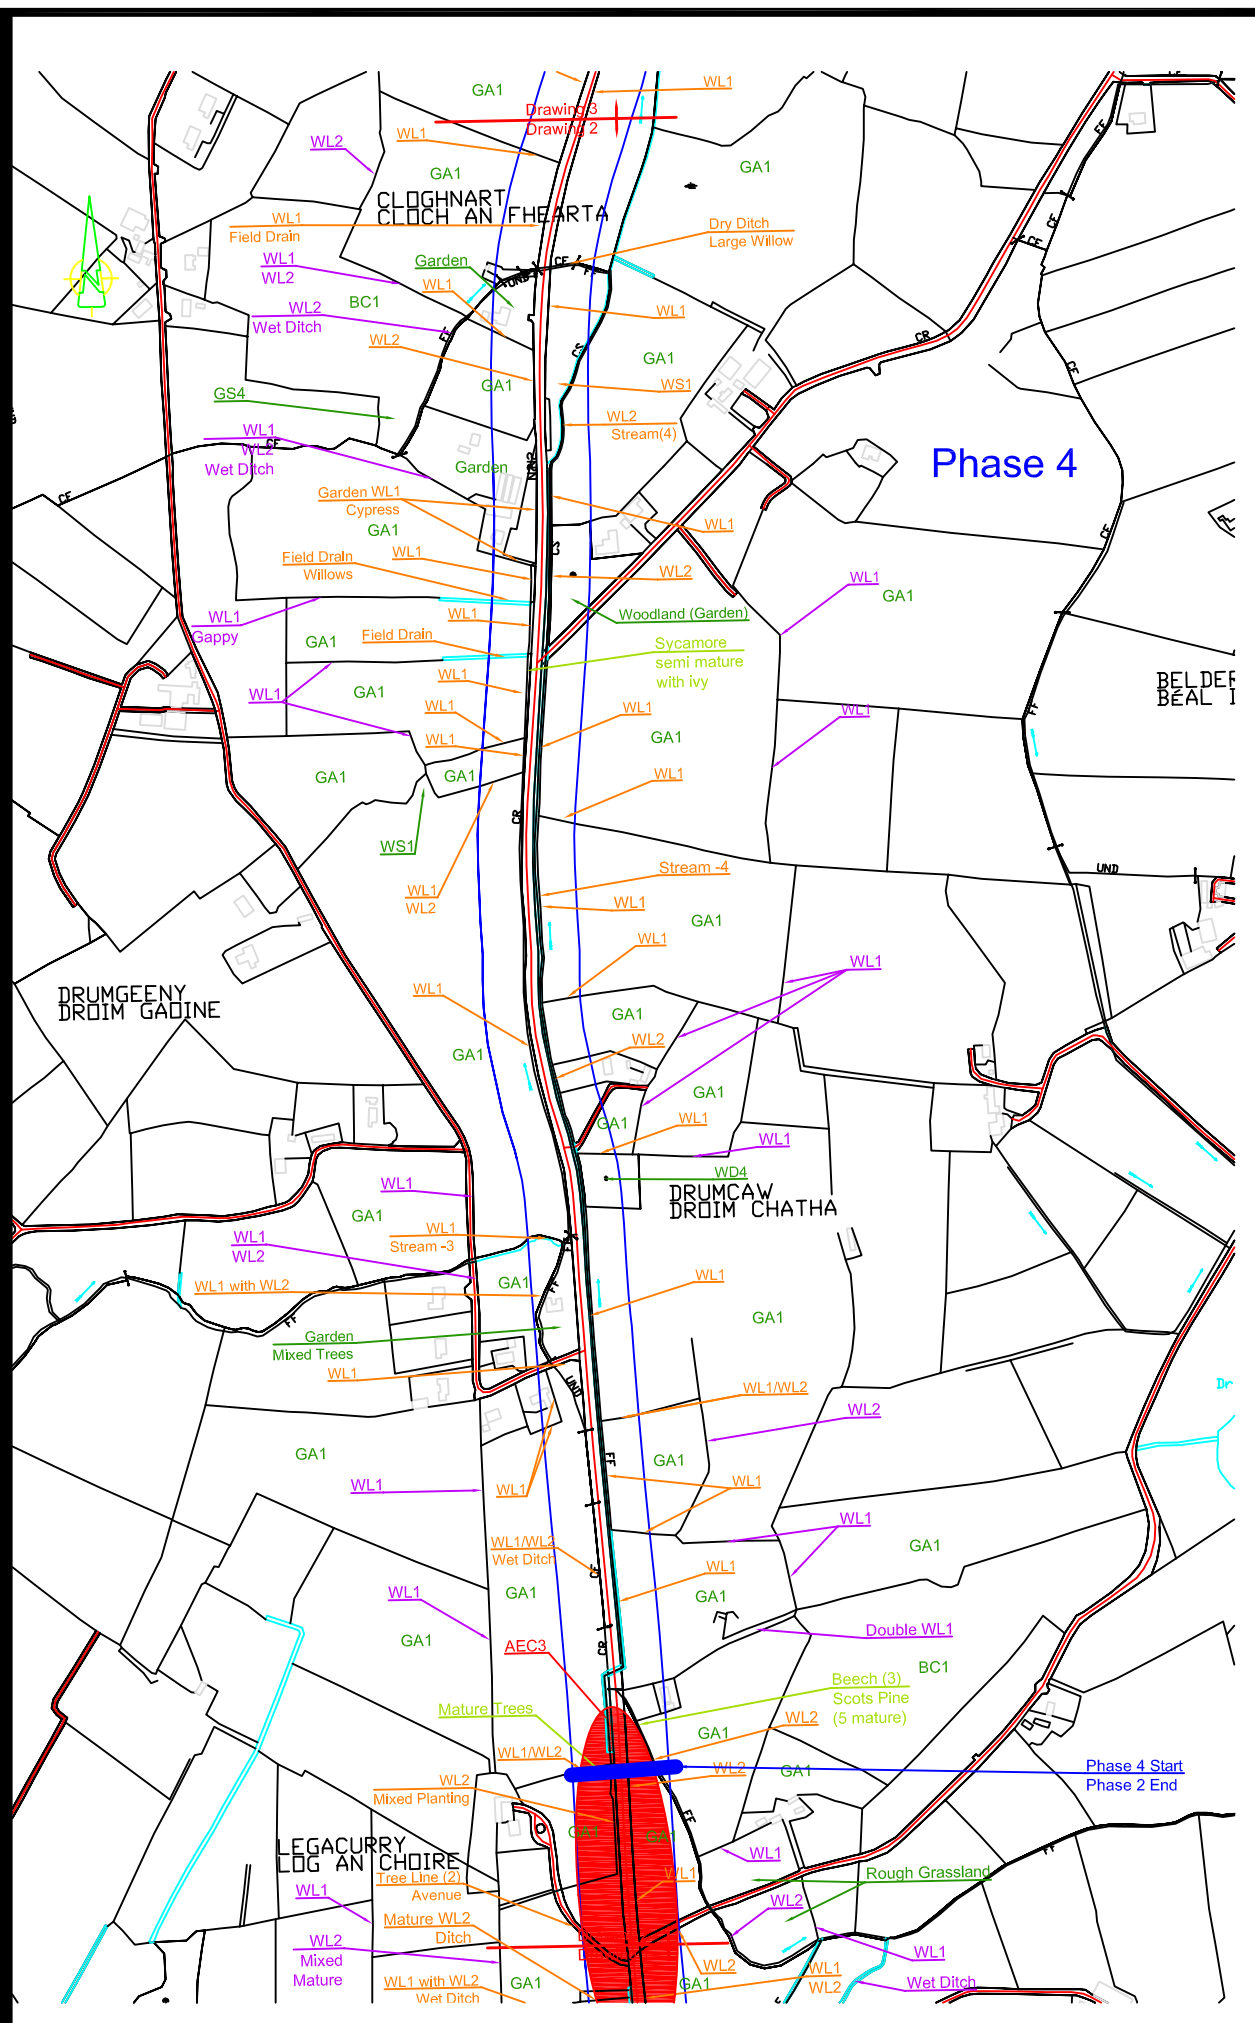 GA1
WL1
Drawing 3
Drawing 2
WL1
WL2
GA1
GA1
CLOGHNART
CLOCH AN FHEARTA
WL1
Field Drain
Dry Ditch
Large Willow
WL1
WL2
Garden
WL1
BC1
WL2
Wet Ditch
WL1
WL2
GA1
GA1
WS1
GS4
WL2
Stream(4)
WL1
WL2
Wet Ditch
Garden
Phase 4
Garden WL1
Cypress
GA1
WL1
Field Drain
Willows
WL1
WL2
WL1
GA1
WL1
Gappy
WL1
Woodland (Garden)
GA1
Field Drain
Sycamore
semi mature
with ivy
WL1
GA1
WL1
WL1
WL1
WL1
WL1
GA1
BELDER
BÉAL
DRUMGEENY
DROIM GAOINE
GA1
GA1
WL1
WS1
WL1
WL2
Stream -4
WL1
GA1
WL1
WL1
WL1
GA1
WL2
GA1
GA1
GA1
WL1
WL1
WD4
DRUMCAW
DROIM CHATHA
WL1
GA1
WL1
Stream -3
WL1
WL2
WL1 with WL2
GA1
WL1
GA1
Garden
Mixed Trees
WL1
WL1/WL2
WL2
GA1
GA1
WL1
WL1
WL1
WL1
WL1/WL2
Wet Ditch
GA1
WL1
WL1
GA1
GA1
GA1
AEC3
Double WL1
BC1
Beech (3)
Scots Pine
(5 mature)
Mature Trees
WL2
GA1
WL1/WL2
WL2
GA1
Phase 4 Start
Phase 2 End
WL2
Mixed Planting
GA1
GA1
LEGACURRY
LOG AN CHOIRE
WL1
WL1
Rough Grassland
Tree Line (2)
Avenue
WL1
WL2
Mature WL2
Ditch
WL2
Mixed
Mature
WL1
WL2
WL1
WL2
Wet Ditch
GA1
GA1
WL1 with WL2
Wet Ditch
CF
FF
CR
CS
UND
Dr